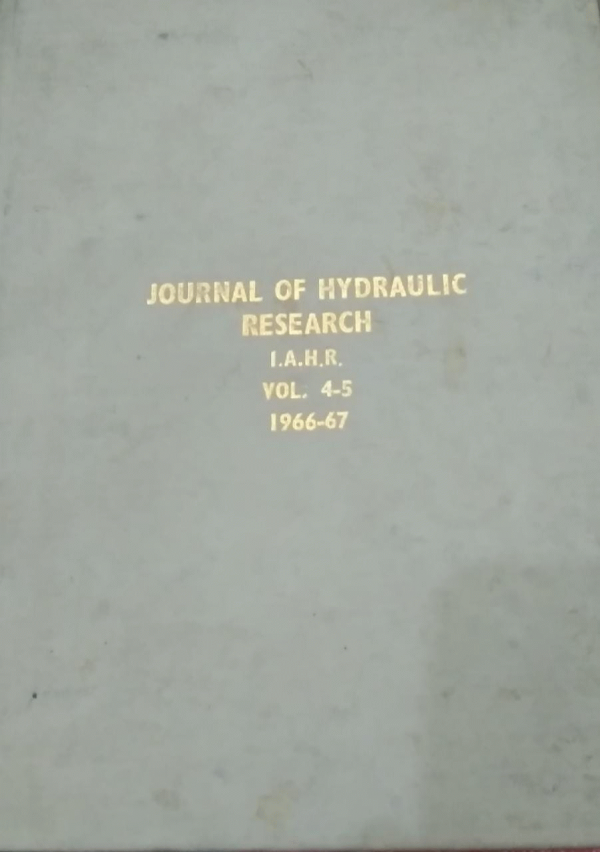 JOURNAL OF HYDRAULIC
RESEARCH
I.A.H.R.
VOL. 4-5
1966-67